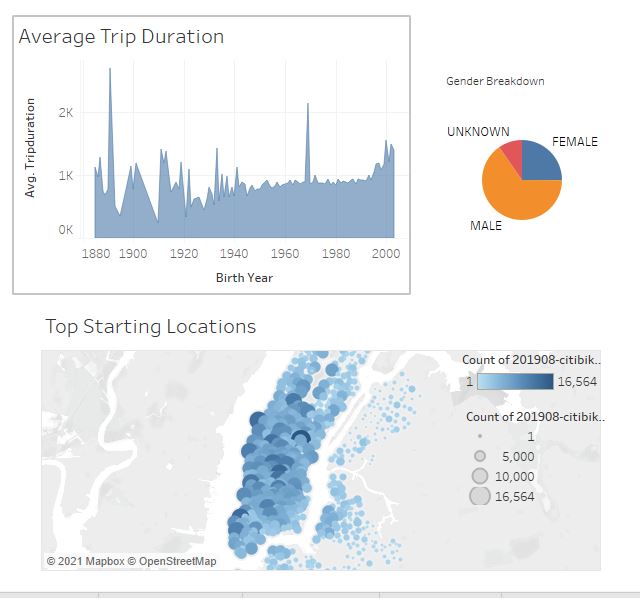 Average Trip Duration
Avg. Tripduration
2K
1K
0K
1880 1900 1920 1940 1960 1980 2000
Birth Year
Gender Breakdown
UNKNOWN
FEMALE
MALE
Top Starting Locations
Count of 201908-citibik..
1 16,564
Count of 201908-citibik..
1
5,000
10,000
16,564
© 2021 Mapbox © OpenStreetMap